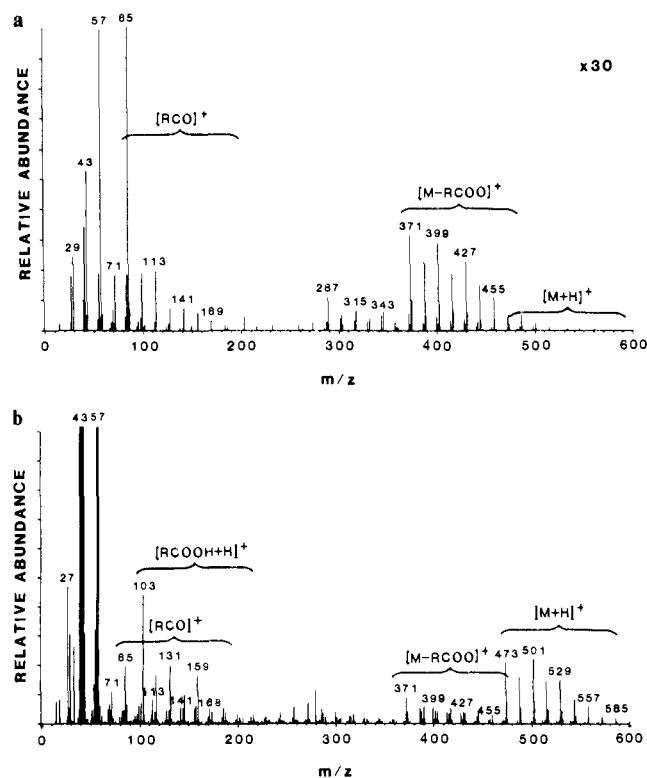 a
RELATIVE ABUNDANCE
57 85
x30
[RCO]⁺
43
[M-RCOO]⁺
371 399
29 71 113
427
287 315 343 455
[M+H]⁺
141 169
0 100 200 300 400 500 600
m/z
b
RELATIVE ABUNDANCE
43 57
[RCOOH+H]⁺
27
103
[RCO]⁺
[M+H]⁺
85 131 159
[M-RCOO]⁺
473 501
71 113 141 168
371 399 427 455
529 557 585
0 100 200 300 400 500 600
m/z